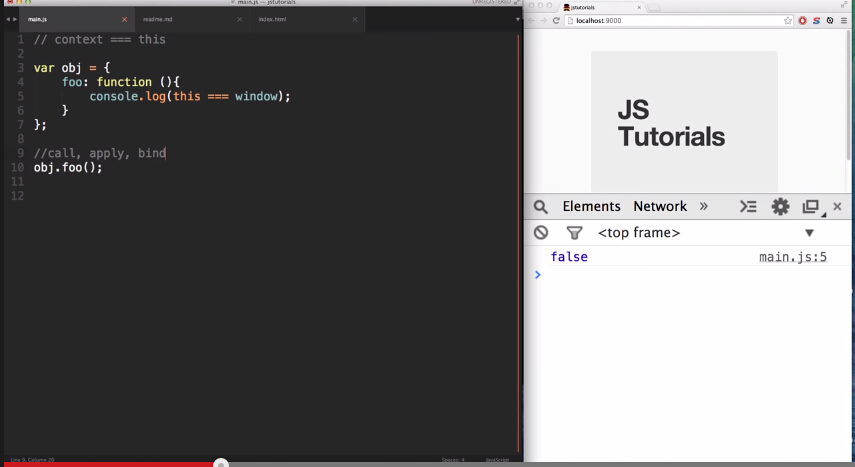 main.js — jstutorials
UNREGISTERED
main.js
readme.md
index.html
1 // context === this
2
3 var obj = {
4 foo: function (){
5 console.log(this === window);
6 }
7 };
8
9 //call, apply, bind
10 obj.foo();
11
12
Line 9, Column 20
Spaces: 4
JavaScript
jstutorials
localhost:9000
JS
Tutorials
Elements Network »
<top frame>
false main.js:5